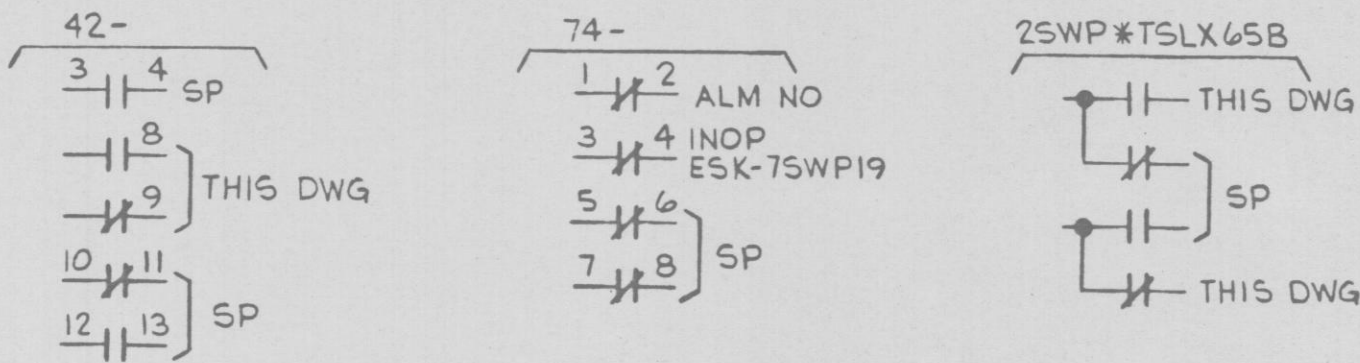 42-
3 4 SP
8
9
THIS DWG
10 11
12 13
SP
74-
1 2 ALM NO
3 4 INOP
ESK-7SWP19
5 6
7 8
SP
2SWP*TSLX65B
THIS DWG
SP
THIS DWG